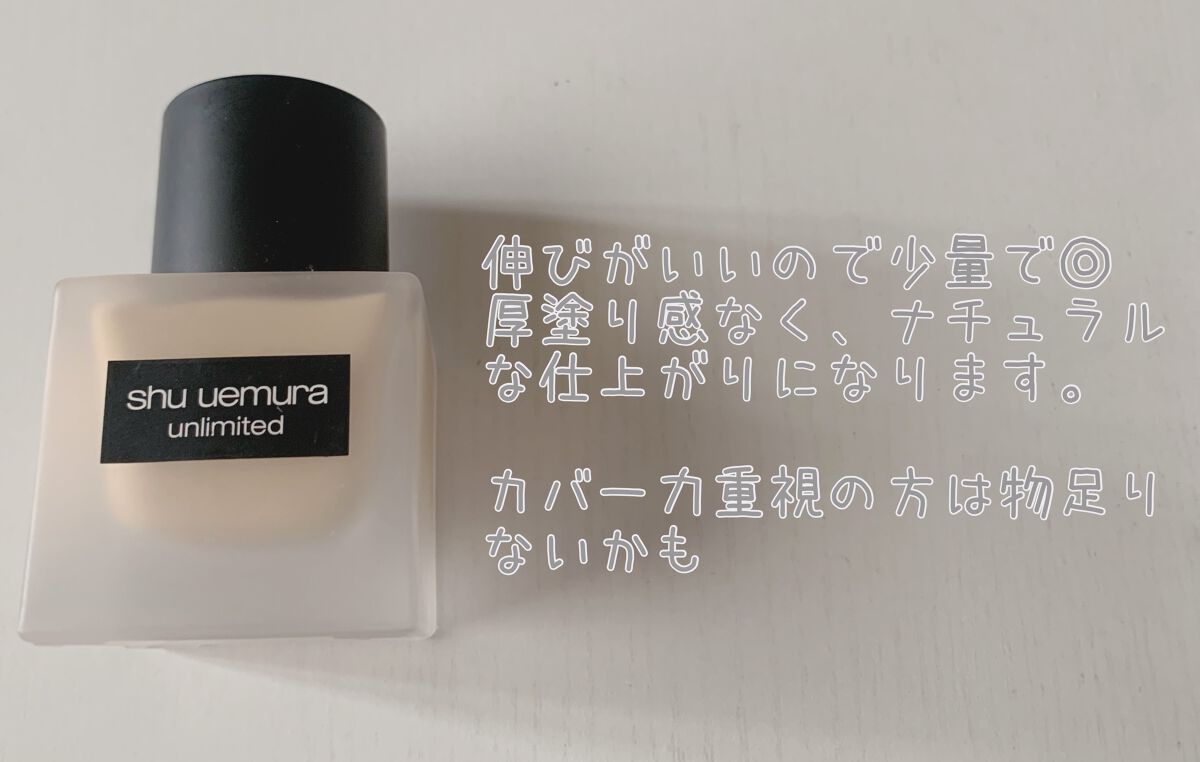 shu uemura
unlimited
伸びがいいので少量で◎
厚塗り感なく、ナチュラル
な仕上がりになります。
カバー力重視の方は物足り
ないかも